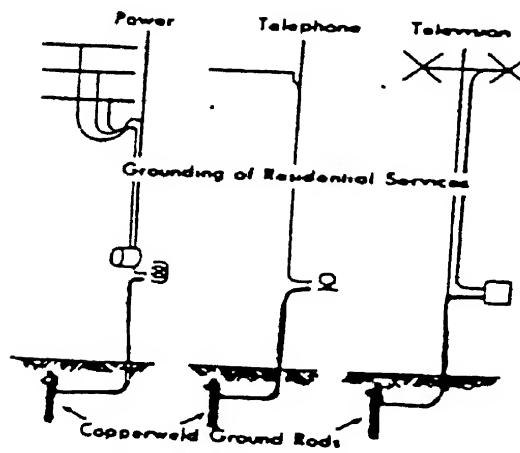 Power Telephone Television
Grounding of Residential Services
Copperweld Ground Rods